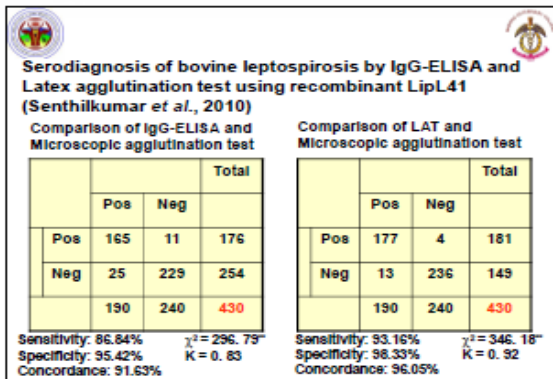 Serodiagnosis of bovine leptospirosis by IgG-ELISA and
Latex agglutination test using recombinant LipL41
(Senthilkumar et al., 2010)
Comparison of IgG-ELISA and
Microscopic agglutination test
Total
Pos Neg
Pos 165 11 176
Neg 25 229 254
190 240 430
Sensitivity: 86.84% χ² = 296. 79**
Specificity: 95.42% K = 0. 83
Concordance: 91.63%
Comparison of LAT and
Microscopic agglutination test
Total
Pos Neg
Pos 177 4 181
Neg 13 236 149
190 240 430
Sensitivity: 93.16% χ² = 346. 18**
Specificity: 98.33% K = 0. 92
Concordance: 96.05%